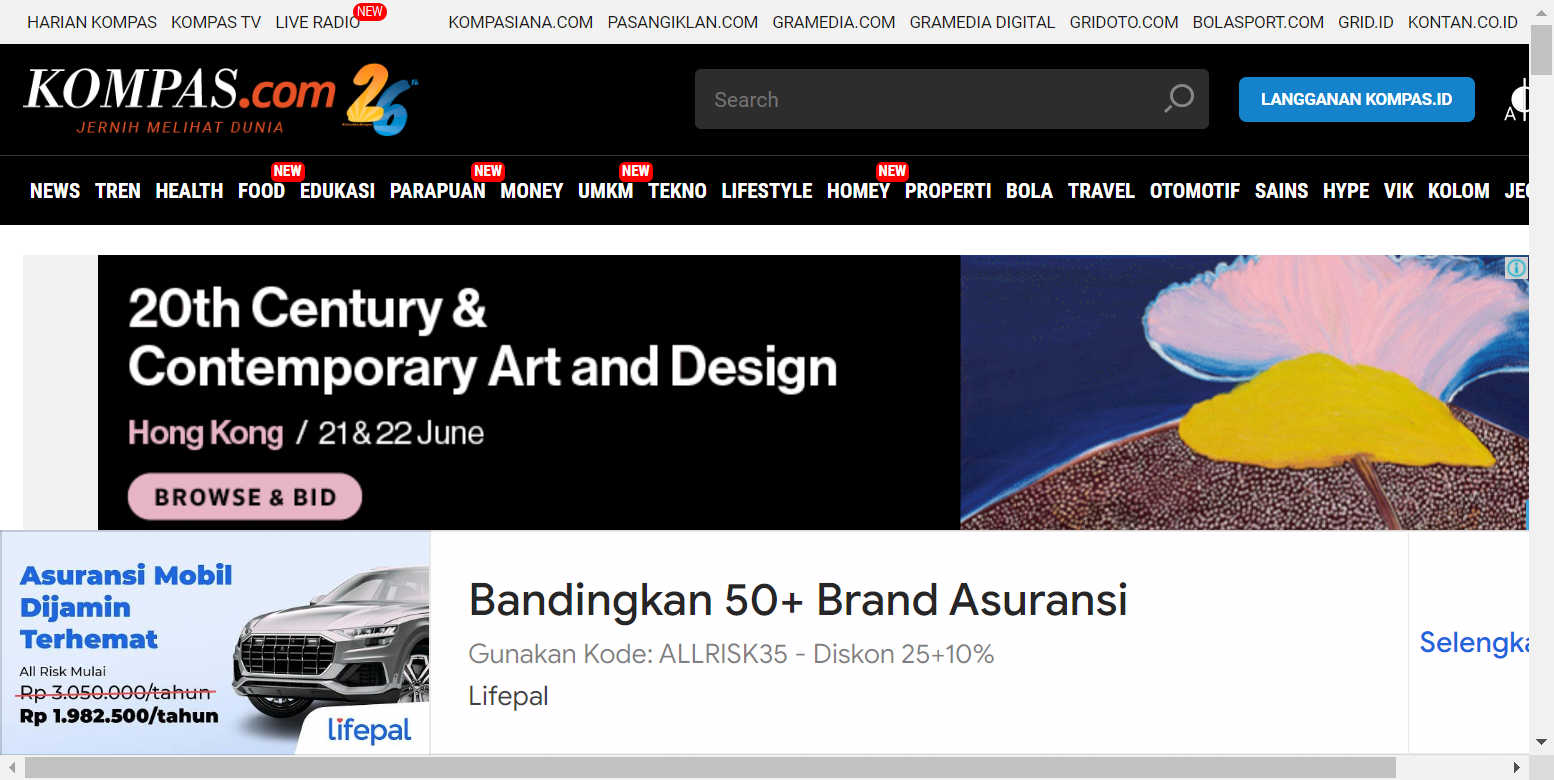 HARIAN KOMPAS KOMPAS TV LIVE RADIO NEW KOMPASIANA.COM PASANGIKLAN.COM GRAMEDIA.COM GRAMEDIA DIGITAL GRIDOTO.COM BOLASPORT.COM GRID.ID KONTAN.CO.ID
KOMPAS.com 26
JERNIH MELIHAT DUNIA
Search
LANGGANAN KOMPAS.ID
A
NEW NEW NEW NEW
NEWS TREN HEALTH FOOD EDUKASI PARAPUAN MONEY UMKM TEKNO LIFESTYLE HOMEY PROPERTI BOLA TRAVEL OTOMOTIF SAINS HYPE VIK KOLOM
20th Century &
Contemporary Art and Design
Hong Kong / 21 & 22 June
BROWSE & BID
Asuransi Mobil
Dijamin
Terhemat
All Risk Mulai
Rp 3.050.000/tahun
Rp 1.982.500/tahun
lifepal
Bandingkan 50+ Brand Asuransi
Gunakan Kode: ALLRISK35 - Diskon 25+10%
Lifepal
Selengka